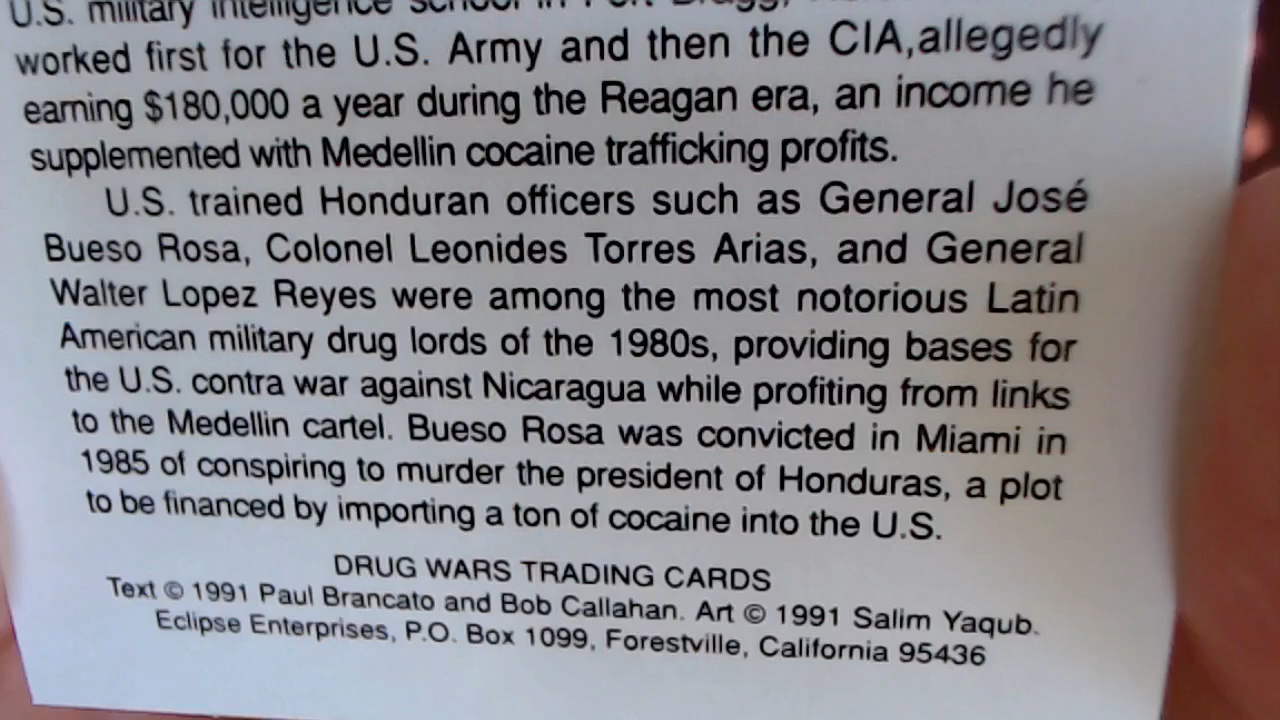 U.S. military intelligence school in Fort Bragg,
worked first for the U.S. Army and then the CIA,allegedly
earning $180,000 a year during the Reagan era, an income he
supplemented with Medellin cocaine trafficking profits.
U.S. trained Honduran officers such as General José
Bueso Rosa, Colonel Leonides Torres Arias, and General
Walter Lopez Reyes were among the most notorious Latin
American military drug lords of the 1980s, providing bases for
the U.S. contra war against Nicaragua while profiting from links
to the Medellin cartel. Bueso Rosa was convicted in Miami in
1985 of conspiring to murder the president of Honduras, a plot
to be financed by importing a ton of cocaine into the U.S.
DRUG WARS TRADING CARDS
Text © 1991 Paul Brancato and Bob Callahan. Art © 1991 Salim Yaqub.
Eclipse Enterprises, P.O. Box 1099, Forestville, California 95436